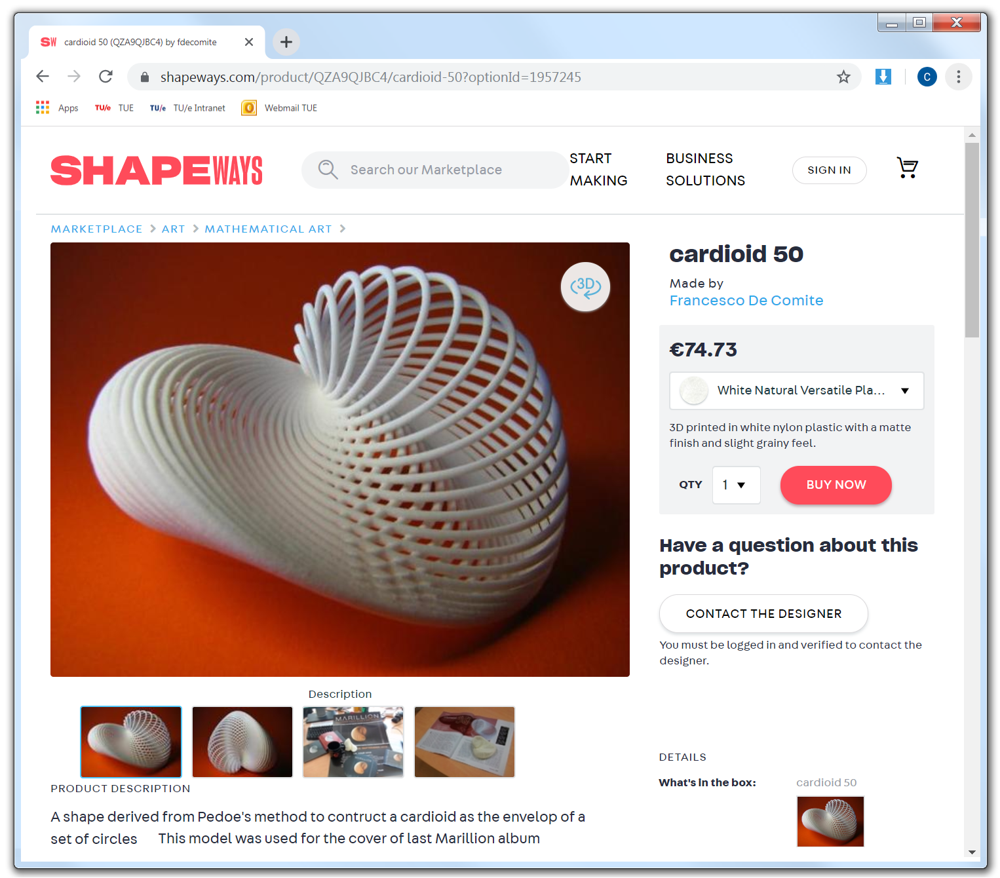 SW cardioid 50 (QZA9QJBC4) by fdecomite
shapeways.com/product/QZA9QJBC4/cardioid-50?optionId=1957245
C
Apps TU/e TUE TU/e TU/e Intranet Webmail TUE
SHAPEWAYS
Search our Marketplace
START
MAKING
BUSINESS
SOLUTIONS
SIGN IN
MARKETPLACE > ART > MATHEMATICAL ART >
3D
cardioid 50
Made by
Francesco De Comite
€74.73
White Natural Versatile Pla...
3D printed in white nylon plastic with a matte
finish and slight grainy feel.
QTY 1 BUY NOW
Have a question about this
product?
CONTACT THE DESIGNER
You must be logged in and verified to contact the
designer.
Description
MARILLION
PRODUCT DESCRIPTION
A shape derived from Pedoe's method to contruct a cardioid as the envelop of a
set of circles This model was used for the cover of last Marillion album
DETAILS
What's in the box: cardioid 50